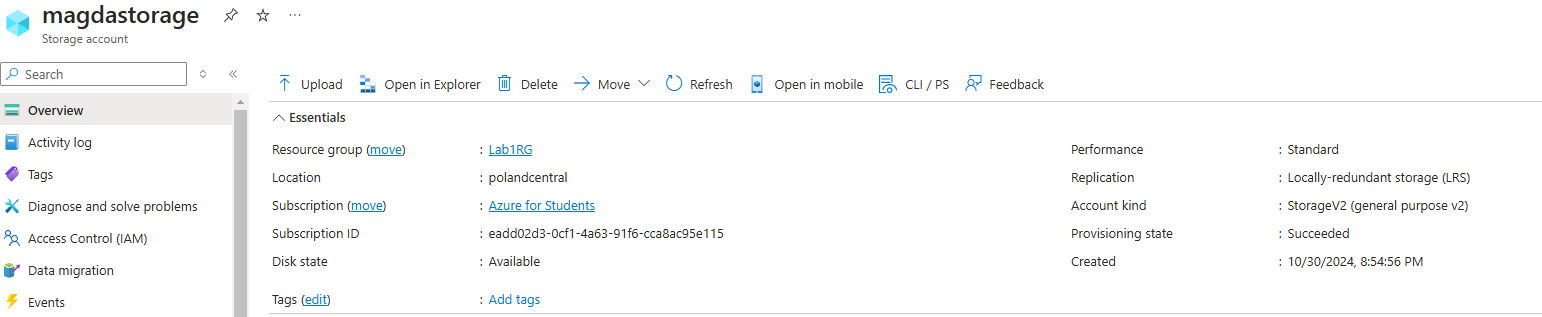 magdastorage
Storage account
Search
Overview
Activity log
Tags
Diagnose and solve problems
Access Control (IAM)
Data migration
Events
Upload Open in Explorer Delete Move Refresh Open in mobile CLI / PS Feedback
Essentials
Resource group (move) : Lab1RG
Location : polandcentral
Subscription (move) : Azure for Students
Subscription ID : eadd02d3-0cf1-4a63-91f6-cca8ac95e115
Disk state : Available
Tags (edit) : Add tags
Performance : Standard
Replication : Locally-redundant storage (LRS)
Account kind : StorageV2 (general purpose v2)
Provisioning state : Succeeded
Created : 10/30/2024, 8:54:56 PM